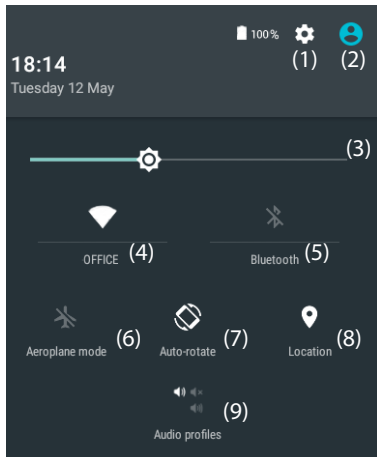 100%
(1) (2)
18:14
Tuesday 12 May
(3)
OFFICE (4) Bluetooth (5)
(6) (7) (8)
Aeroplane mode Auto-rotate Location
(9)
Audio profiles